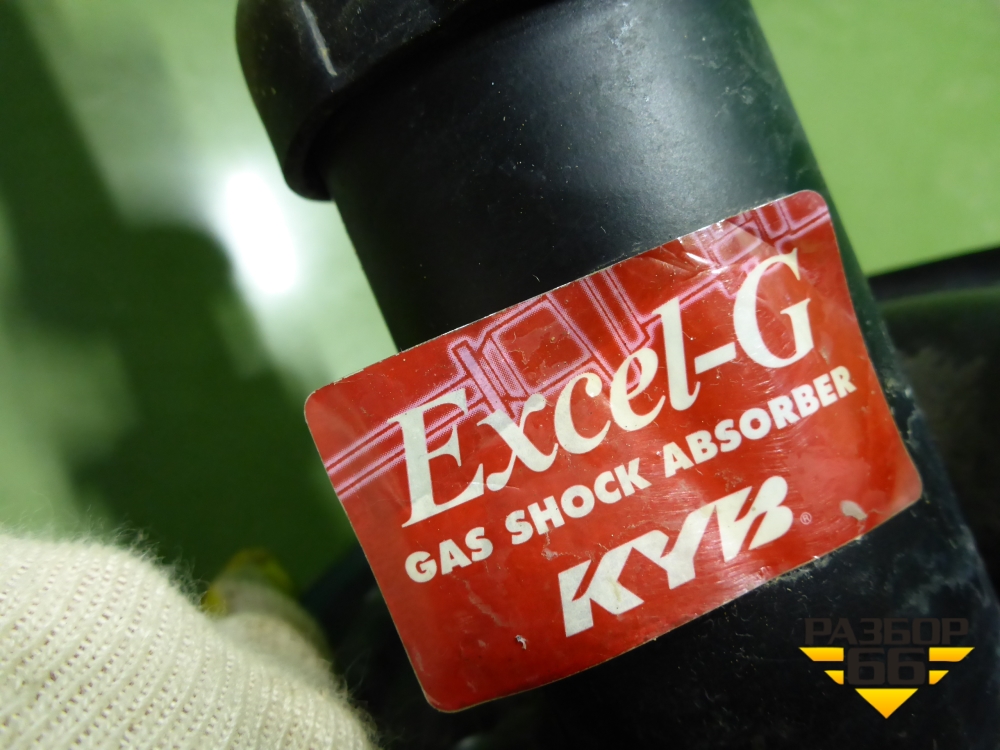 Excel-G
GAS SHOCK ABSORBER
KYB®
РАЗБОР
66